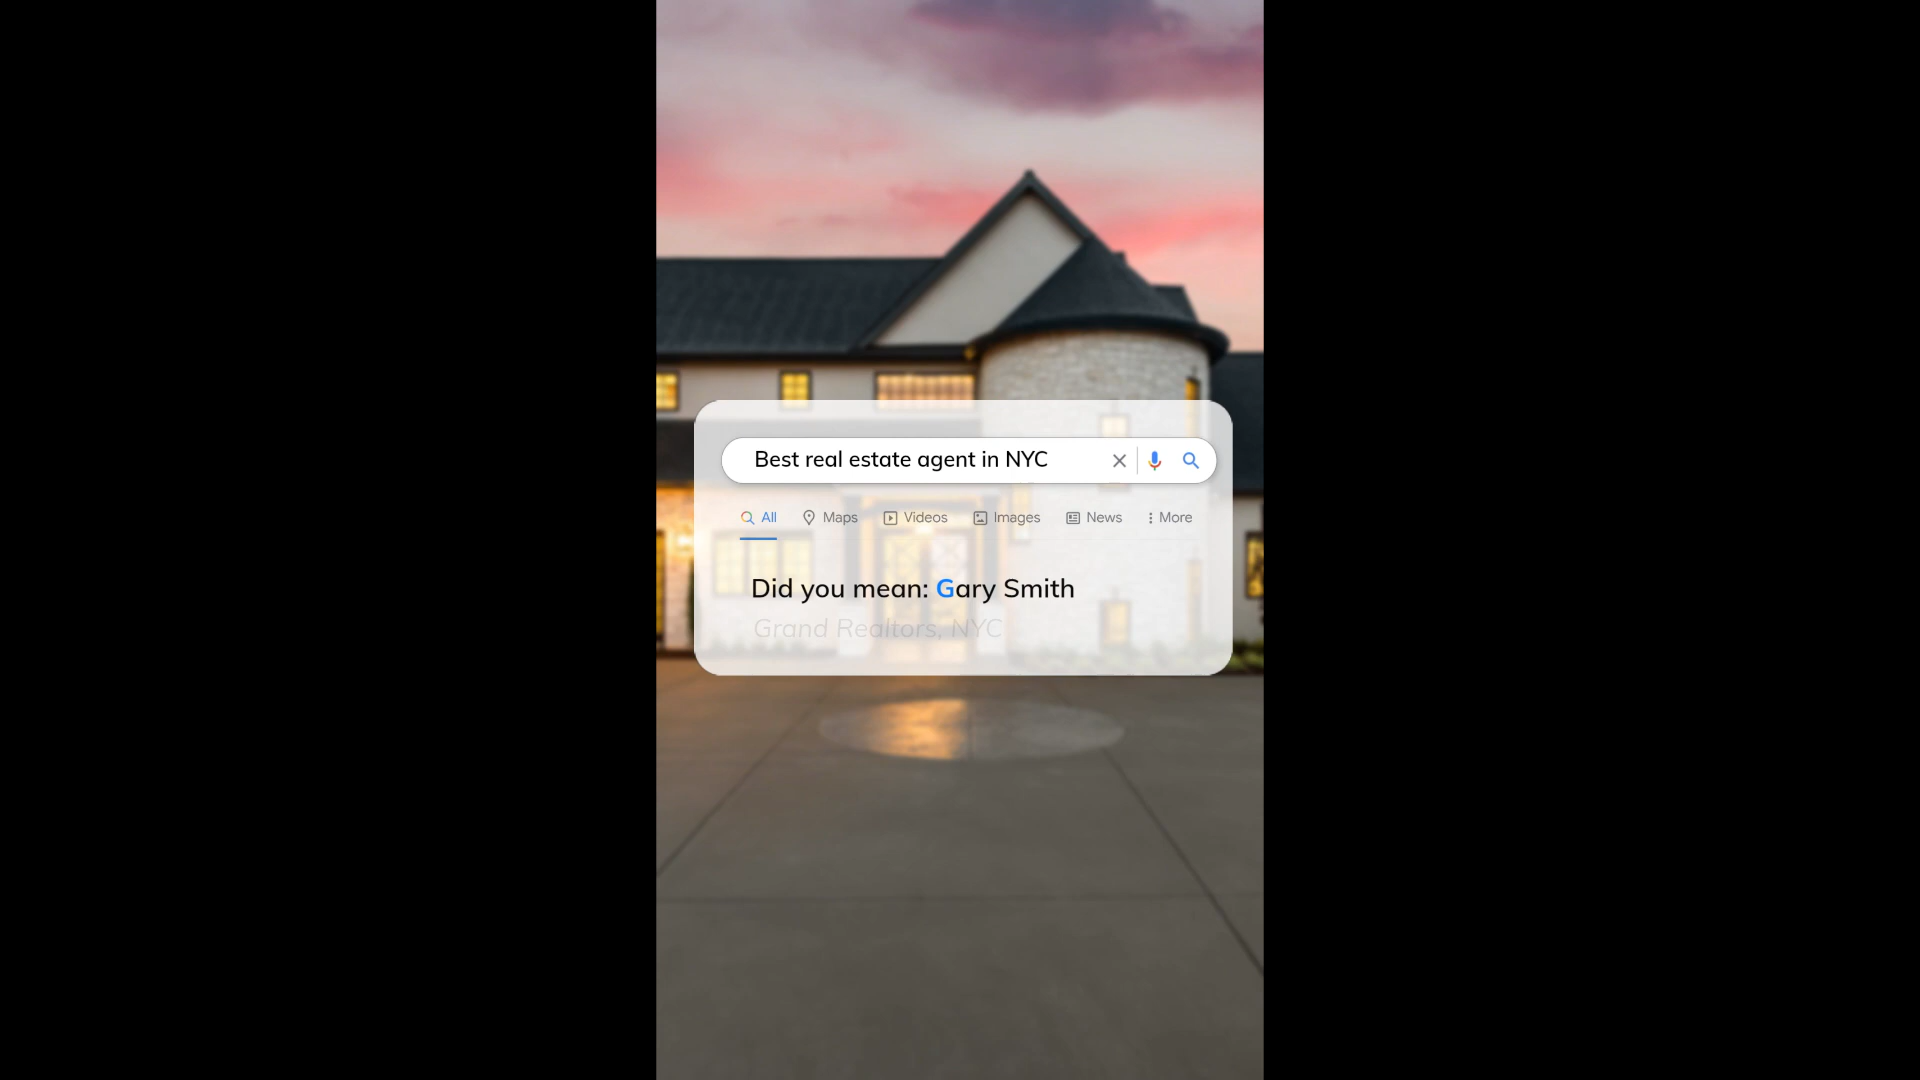 Best real estate agent in NYC
All Maps Videos Images News More
Did you mean: Gary Smith
Grand Realtors, NYC